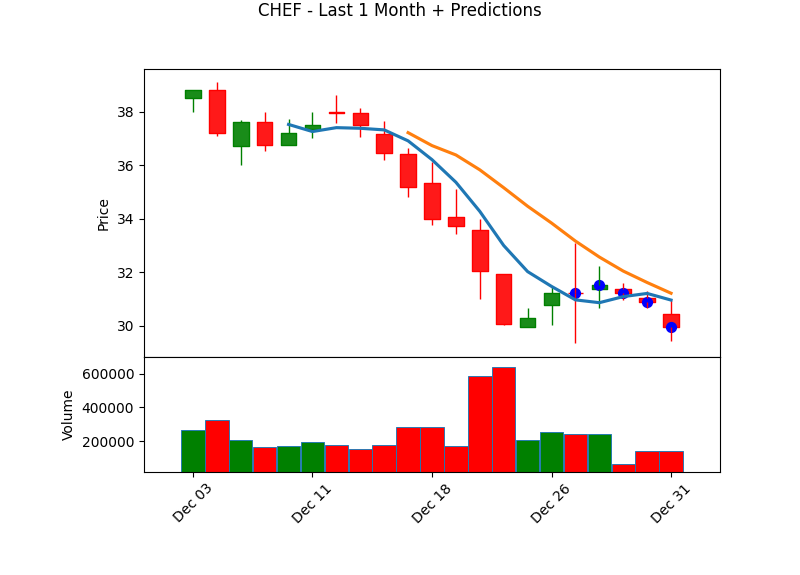 CHEF - Last 1 Month + Predictions
38
36
34
32
30
Price
600000
400000
200000
Volume
Dec 03
Dec 11
Dec 18
Dec 26
Dec 31